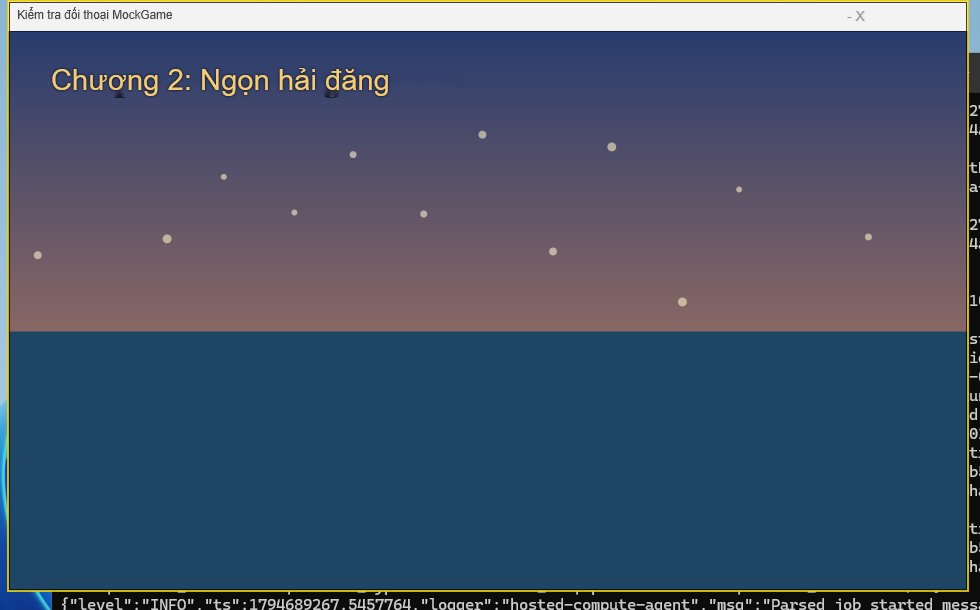 Kiểm tra đối thoại MockGame
- X
Chương 2: Ngọn hải đăng
{"level":"INFO","ts":1794689267.5457764,"logger":"hosted-compute-agent","msg":"Parsed job started mes